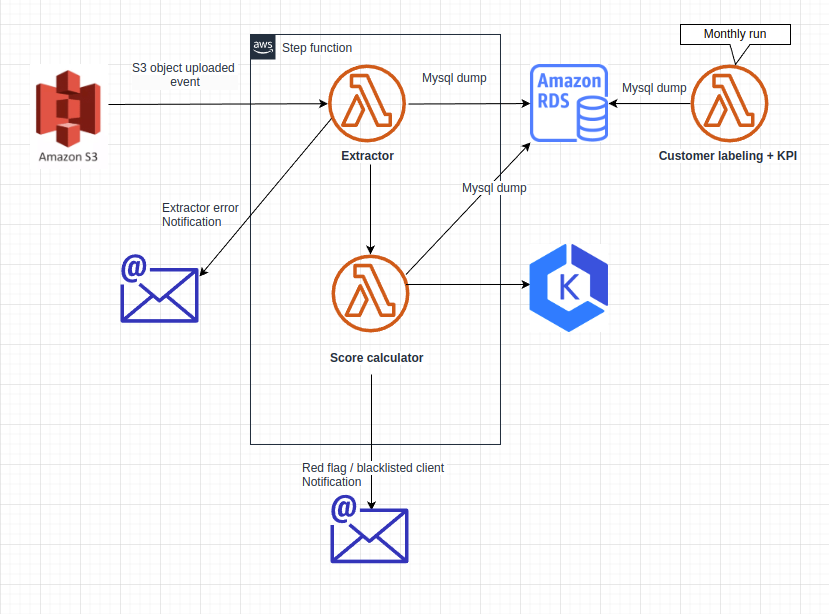 Monthly run
aws
Step function
S3 object uploaded
event
Mysql dump
Amazon
RDS
Mysql dump
Amazon S3
Extractor
Customer labeling + KPI
Mysql dump
Extractor error
Notification
@
K
Score calculator
Red flag / blacklisted client
Notification
@